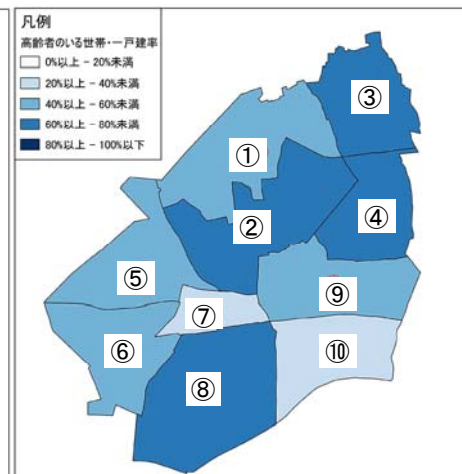 凡例
高齢者のいる世帯・一戸建率
0%以上 - 20%未満
20%以上 - 40%未満
40%以上 - 60%未満
60%以上 - 80%未満
80%以上 - 100%以下
③
①
②
④
⑤
⑨
⑦
⑥
⑩
⑧